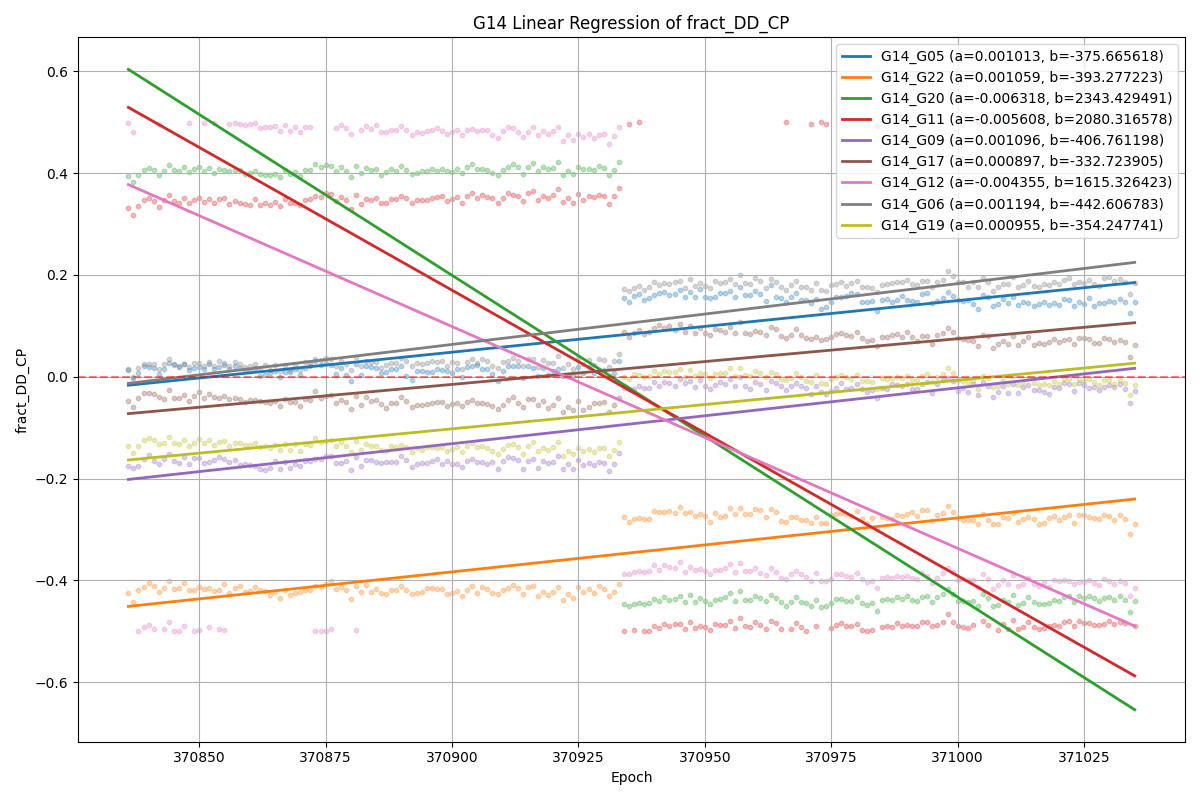 G14 Linear Regression of fract_DD_CP
G14_G05 (a=0.001013, b=-375.665618)
G14_G22 (a=0.001059, b=-393.277223)
G14_G20 (a=-0.006318, b=2343.429491)
G14_G11 (a=-0.005608, b=2080.316578)
G14_G09 (a=0.001096, b=-406.761198)
G14_G17 (a=0.000897, b=-332.723905)
G14_G12 (a=-0.004355, b=1615.326423)
G14_G06 (a=0.001194, b=-442.606783)
G14_G19 (a=0.000955, b=-354.247741)
fract_DD_CP
0.6
0.4
0.2
0.0
−0.2
−0.4
−0.6
370850 370875 370900 370925 370950 370975 371000 371025
Epoch